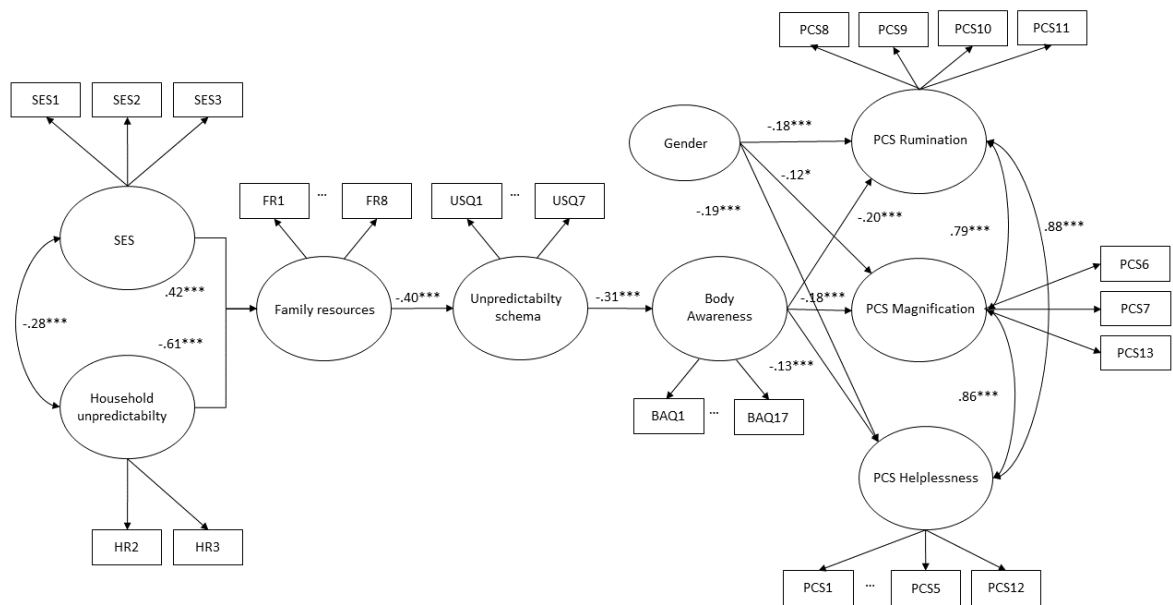 PCS8
PCS9
PCS10
PCS11
SES1
SES2
SES3
Gender
-.18***
PCS Rumination
-.12*
-.19***
-.20***
.79***
.88***
FR1
...
FR8
USQ1
...
USQ7
SES
.42***
-.28***
-.61***
Family resources
-.40***
Unpredictabilty
schema
-.31***
Body
Awareness
-.18***
PCS Magnification
PCS6
PCS7
PCS13
-.13***
.86***
Household
unpredictabilty
BAQ1
...
BAQ17
PCS Helplessness
HR2
HR3
PCS1
...
PCS5
PCS12